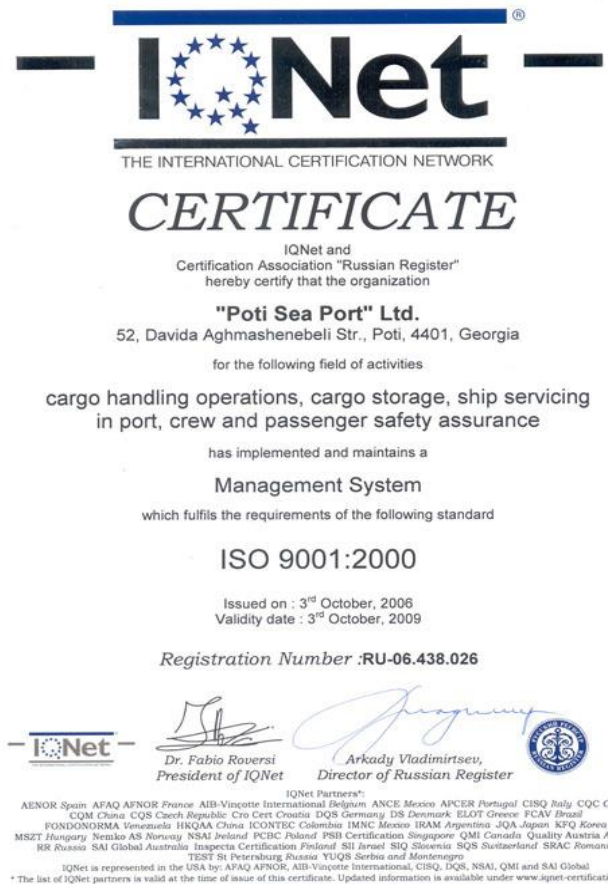 IQNet ®
THE INTERNATIONAL CERTIFICATION NETWORK
CERTIFICATE
IQNet and
Certification Association "Russian Register"
hereby certify that the organization
"Poti Sea Port" Ltd.
52, Davida Aghmashenebeli Str., Poti, 4401, Georgia
for the following field of activities
cargo handling operations, cargo storage, ship servicing
in port, crew and passenger safety assurance
has implemented and maintains a
Management System
which fulfils the requirements of the following standard
ISO 9001:2000
Issued on : 3rd October, 2006
Validity date : 3rd October, 2009
Registration Number :RU-06.438.026
IQNet
Dr. Fabio Roversi
President of IQNet
Arkady Vladimirtsev,
Director of Russian Register
IQNet Partners*:
AENOR Spain AFAQ AFNOR France AIB-Vinçotte International Belgium ANCE Mexico APCER Portugal CISQ Italy CQC
CQM China CQS Czech Republic Cro Cert Croatia DQS Germany DS Denmark ELOT Greece FCAV Brazil
FONDONORMA Venezuela HKQAA China ICONTEC Colombia IMNC Mexico IRAM Argentina JQA Japan KFQ Korea
MSZT Hungary Nemko AS Norway NSAI Ireland PCBC Poland PSB Certification Singapore QMI Canada Quality Austria
RR Russia SAI Global Australia Inspecta Certification Finland SII Israel SIQ Slovenia SQS Switzerland SRAC
TEST St Petersburg Russia YUQS Serbia and Montenegro
IQNet is represented in the USA by: AFAQ AFNOR, AIB-Vinçotte International, CISQ, DQS, NSAI, QMI and SAI Global
* The list of IQNet partners is valid at the time of issue of this certificate. Updated information is available under